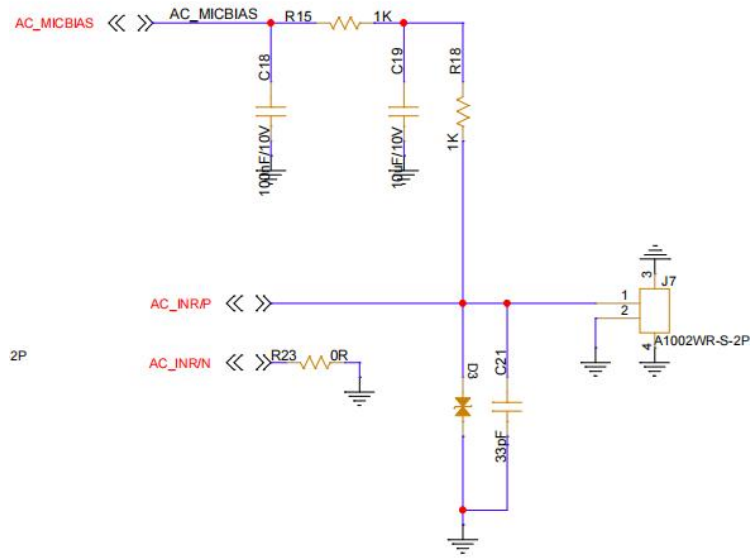 AC_MICBIAS
AC_MICBIAS
R15
1K
C18
100nF/10V
C19
10uF/10V
R18
1K
AC_INR/P
1
2
3
J7
4
A1002WR-S-2P
2P
AC_INR/N
R23
0R
D3
C21
33pF